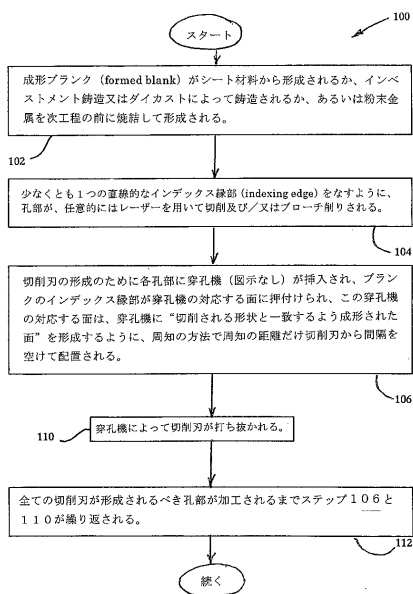 100
スタート
成形ブランク（formed blank）がシート材料から形成されるか、インベ
ストメント鋳造又はダイカストによって鋳造されるか、あるいは粉末金
属を次工程の前に焼結して形成される。
102
少なくとも１つの直線的なインデックス縁部（indexing edge）をなすように、
孔部が、任意的にはレーザーを用いて切削及び／又はブローチ削りされる。
104
切削刃の形成のために各孔部に穿孔機（図示なし）が挿入され、ブラン
クのインデックス縁部が穿孔機の対応する面に押付けられ、この穿孔機
の対応する面は、穿孔機に“切削される形状と一致するよう成形された
面”を形成するように、周知の方法で周知の距離だけ切削刃から間隔を
空けて配置される。
106
110
穿孔機によって切削刃が打ち抜かれる。
全ての切削刃が形成されるべき孔部が加工されるまでステップ１０６と
１１０が繰り返される。
112
続く